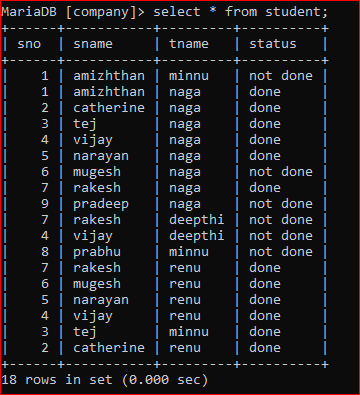 MariaDB [company]> select * from student;
+------+-----------+---------+----------+
| sno  | sname     | tname   | status   |
+------+-----------+---------+----------+
|    1 | amizhthan | minnu   | not done |
|    1 | amizhthan | naga    | done     |
|    2 | catherine | naga    | done     |
|    3 | tej       | naga    | done     |
|    4 | vijay     | naga    | done     |
|    5 | narayan   | naga    | done     |
|    6 | mugesh    | naga    | not done |
|    7 | rakesh    | naga    | done     |
|    9 | pradeep   | naga    | not done |
|    7 | rakesh    | deepthi | not done |
|    4 | vijay     | deepthi | not done |
|    8 | prabhu    | minnu   | not done |
|    7 | rakesh    | renu    | done     |
|    6 | mugesh    | renu    | done     |
|    5 | narayan   | renu    | done     |
|    4 | vijay     | renu    | done     |
|    3 | tej       | minnu   | done     |
|    2 | catherine | renu    | done     |
+------+-----------+---------+----------+
18 rows in set (0.000 sec)